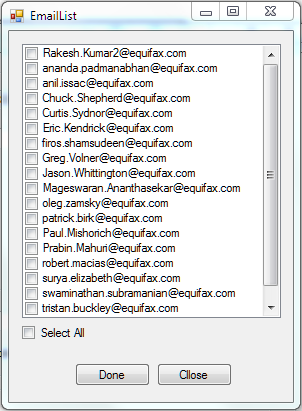 EmailList
Rakesh.Kumar2@equifax.com
ananda.padmanabhan@equifax.com
anil.issac@equifax.com
Chuck.Shepherd@equifax.com
Curtis.Sydnor@equifax.com
Eric.Kendrick@equifax.com
firos.shamsudeen@equifax.com
Greg.Volner@equifax.com
Jason.Whittington@equifax.com
Mageswaran.Ananthasekar@equifax.com
oleg.zamsky@equifax.com
patrick.birk@equifax.com
Paul.Mishorich@equifax.com
Prabin.Mahuri@equifax.com
robert.macias@equifax.com
surya.elizabeth@equifax.com
swaminathan.subramanian@equifax.com
tristan.buckley@equifax.com
Select All
Done Close